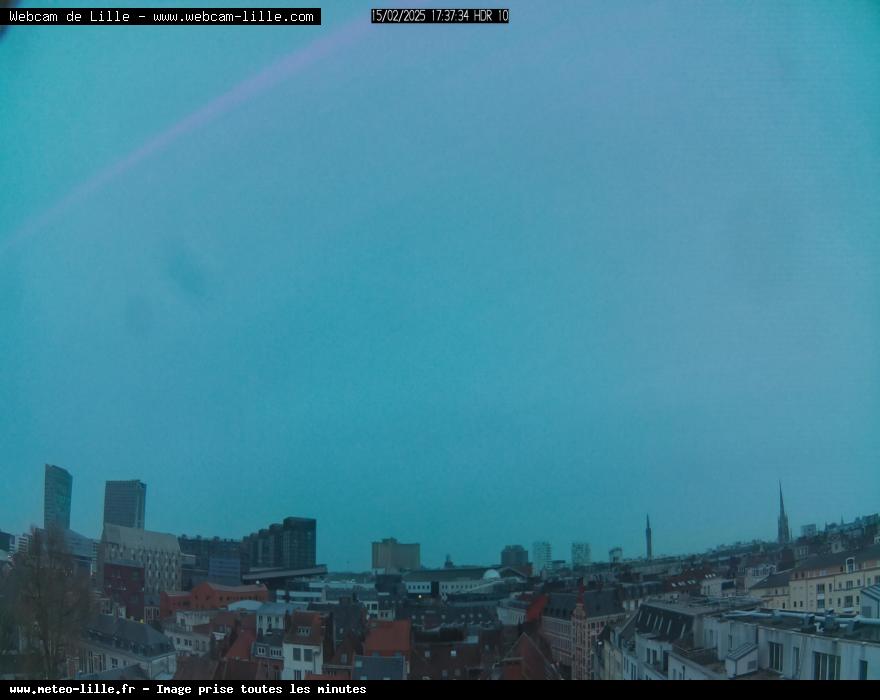 Webcam de Lille - www.webcam-lille.com
15/02/2025 17:37:34 HDR 10
www.meteo-lille.fr - Image prise toutes les minutes